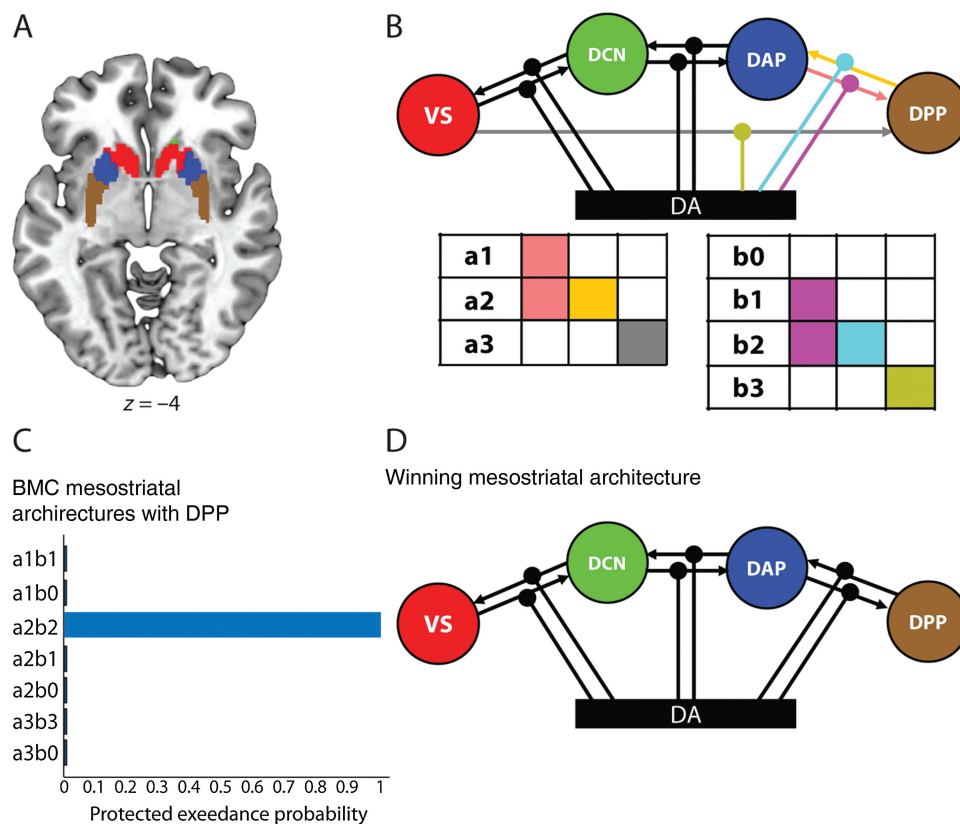 A
z = –4
B
VS
DCN
DAP
DPP
DA
a1
a2
a3
b0
b1
b2
b3
C
BMC mesostriatal
archirectures with DPP
a1b1
a1b0
a2b2
a2b1
a2b0
a3b3
a3b0
0 0.1 0.2 0.3 0.4 0.5 0.6 0.7 0.8 0.9 1
Protected exeedance probability
D
Winning mesostriatal architecture
VS
DCN
DAP
DPP
DA